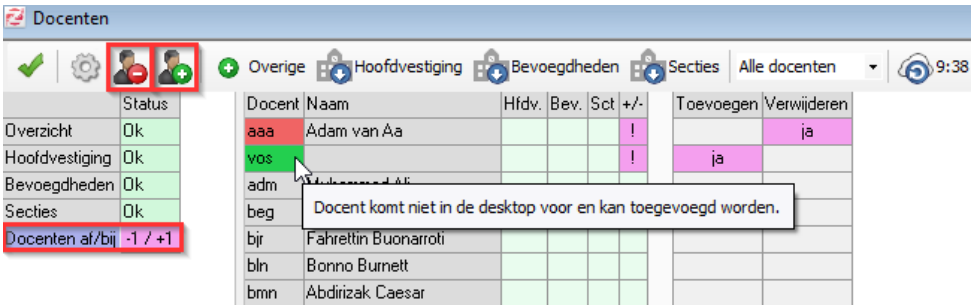 Docenten
Overige Hoofdvestiging Bevoegdheden Secties Alle docenten 9:38
Status
Overzicht Ok
Hoofdvestiging Ok
Bevoegdheden Ok
Secties Ok
Docenten af/bij -1 / +1
Docent Naam Hfdv. Bev. Sct +/- Toevoegen Verwijderen
aaa Adam van Aa ! ja
vos ! ja
adm Muhammad Ali
Docent komt niet in de desktop voor en kan toegevoegd worden.
beg
bjr Fahrettin Buonarroti
bln Bonno Burnett
bmn Abdirizak Caesar